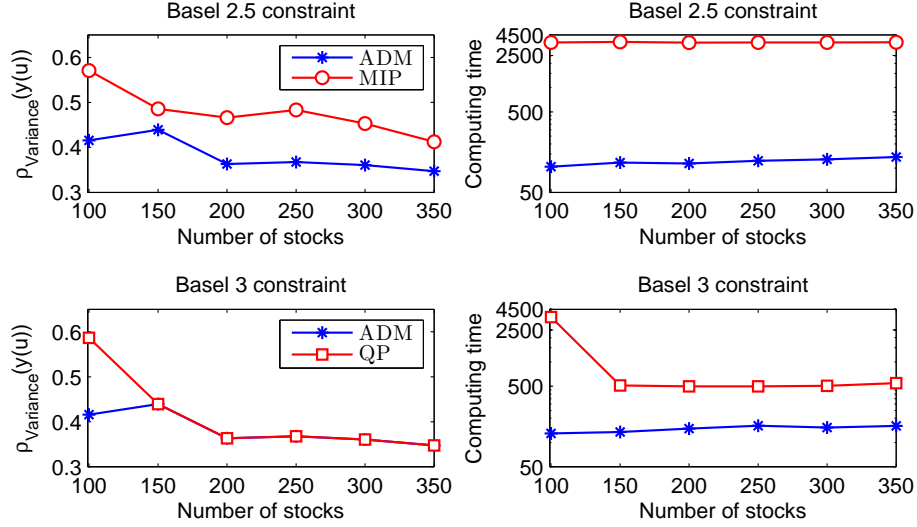 Basel 2.5 constraint
ρVariance(y(u))
0.6
0.5
0.4
0.3
ADM
MIP
100 150 200 250 300 350
Number of stocks
Basel 2.5 constraint
Computing time
4500
2500
500
50
100 150 200 250 300 350
Number of stocks
Basel 3 constraint
ρVariance(y(u))
0.6
0.5
0.4
0.3
ADM
QP
100 150 200 250 300 350
Number of stocks
Basel 3 constraint
Computing time
4500
2500
500
50
100 150 200 250 300 350
Number of stocks